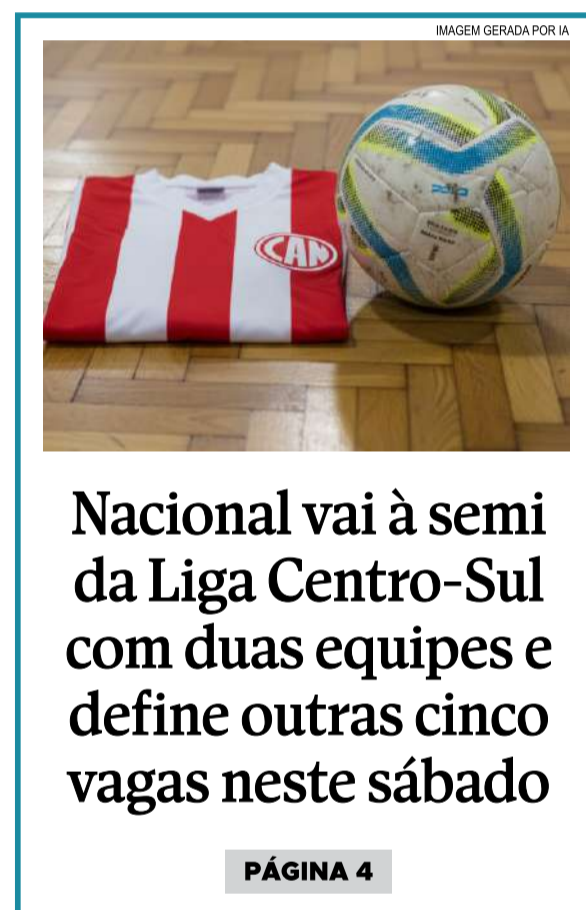 IMAGEM GERADA POR IA
CAN
Nacional vai à semi
da Liga Centro-Sul
com duas equipes e
define outras cinco
vagas neste sábado
PÁGINA 4